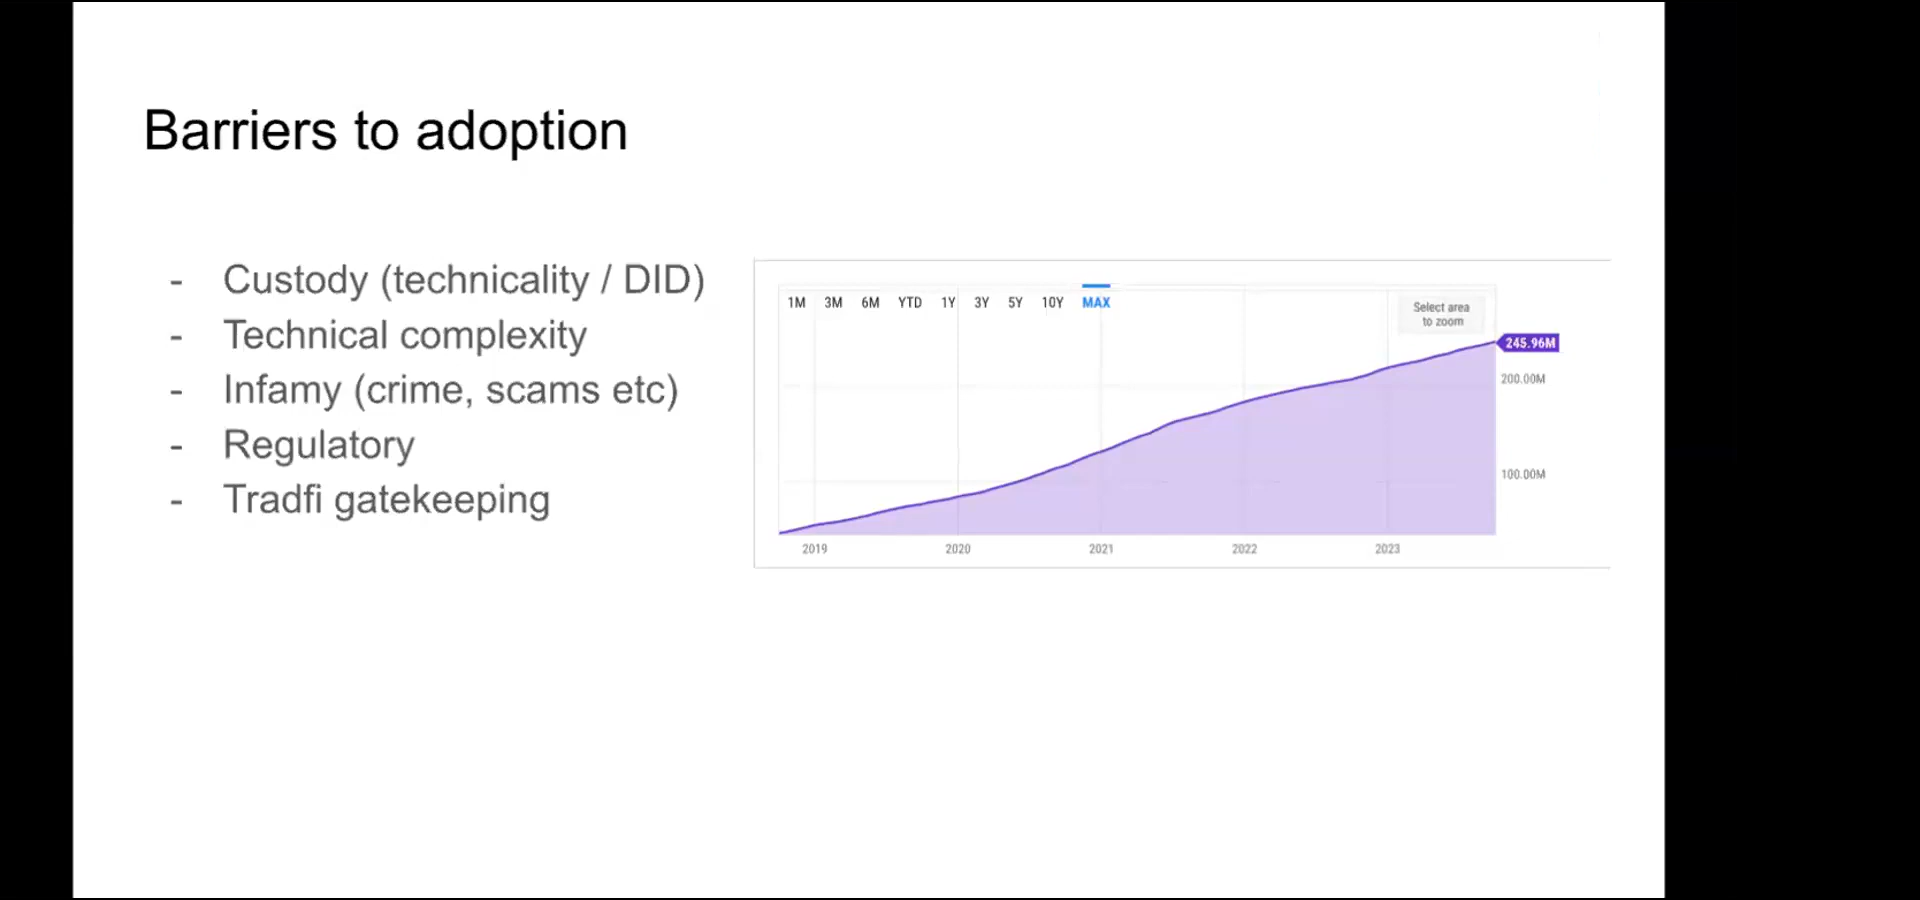 Barriers to adoption
- Custody (technicality / DID)
- Technical complexity
- Infamy (crime, scams etc)
- Regulatory
- Tradfi gatekeeping
1M 3M 6M YTD 1Y 3Y 5Y 10Y MAX
Select area
to zoom
245.96M
200.00M
100.00M
2019 2020 2021 2022 2023